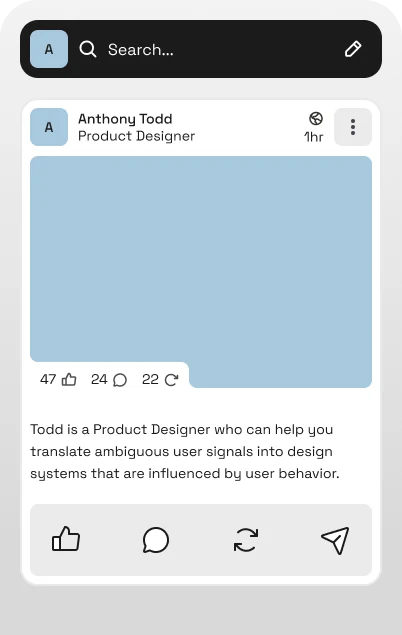 A
Search...
A
Anthony Todd
Product Designer
1hr
47
24
22
Todd is a Product Designer who can help you
translate ambiguous user signals into design
systems that are influenced by user behavior.